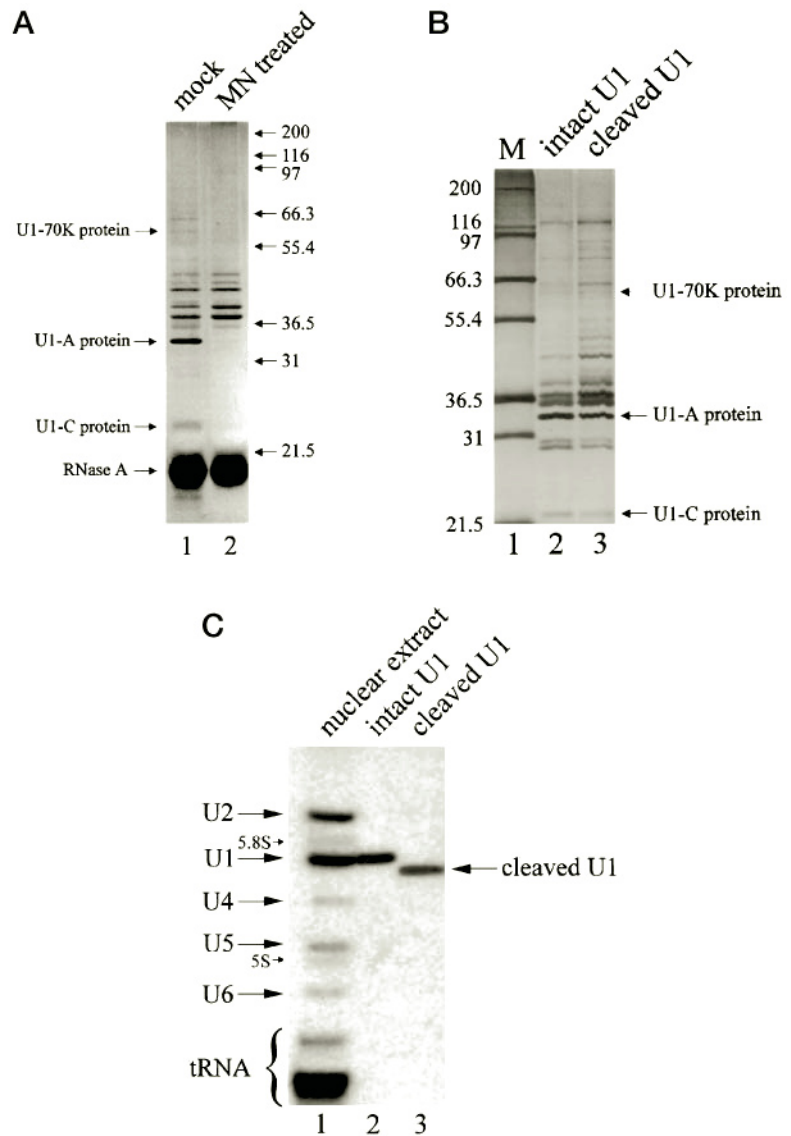 A
mock
MN treated
200
116
97
66.3
55.4
36.5
31
21.5
U1-70K protein
U1-A protein
U1-C protein
RNase A
1 2
B
M
intact U1
cleaved U1
200
116
97
66.3
55.4
36.5
31
21.5
U1-70K protein
U1-A protein
U1-C protein
1 2 3
C
nuclear extract
intact U1
cleaved U1
U2
5.8S
U1
U4
U5
5S
U6
tRNA
cleaved U1
1 2 3